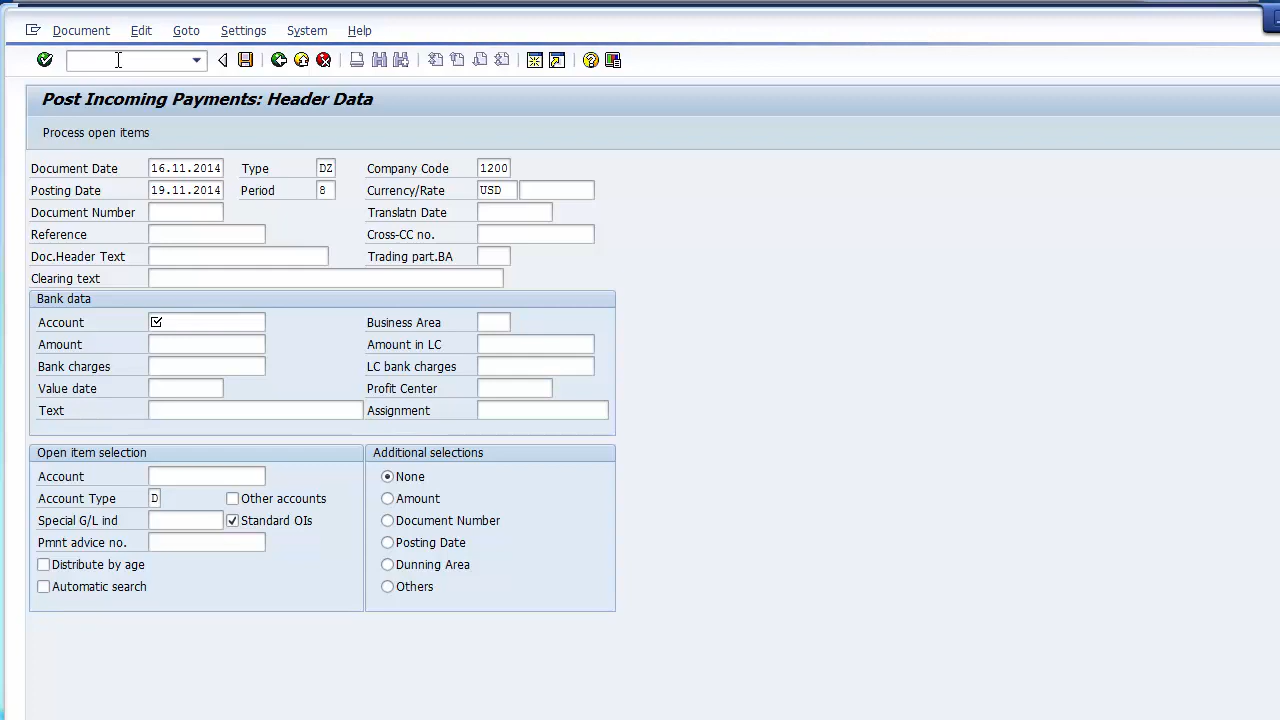 Document Edit Goto Settings System Help
Post Incoming Payments: Header Data
Process open items
Document Date 16.11.2014 Type DZ Company Code 1200
Posting Date 19.11.2014 Period 8 Currency/Rate USD
Document Number Translatn Date
Reference Cross-CC no.
Doc.Header Text Trading part.BA
Clearing text
Bank data
Account Business Area
Amount Amount in LC
Bank charges LC bank charges
Value date Profit Center
Text Assignment
Open item selection
Account
Account Type D Other accounts
Special G/L ind Standard OIs
Pmnt advice no.
Distribute by age
Automatic search
Additional selections
None
Amount
Document Number
Posting Date
Dunning Area
Others